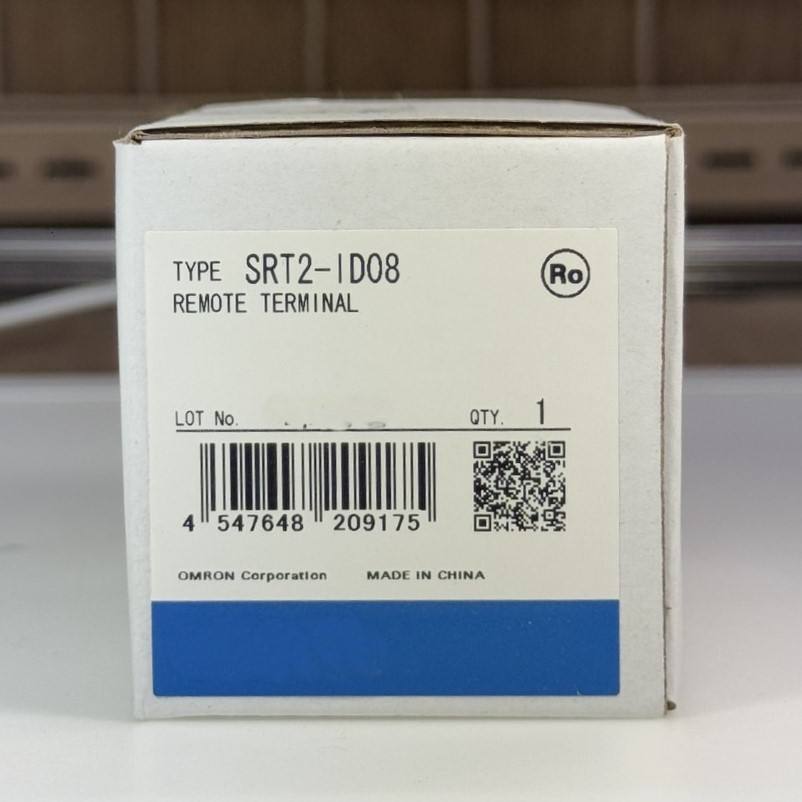 TYPE SRT2-ID08
Ro
REMOTE TERMINAL
LOT No.
QTY. 1
4 547648 209175
OMRON Corporation MADE IN CHINA